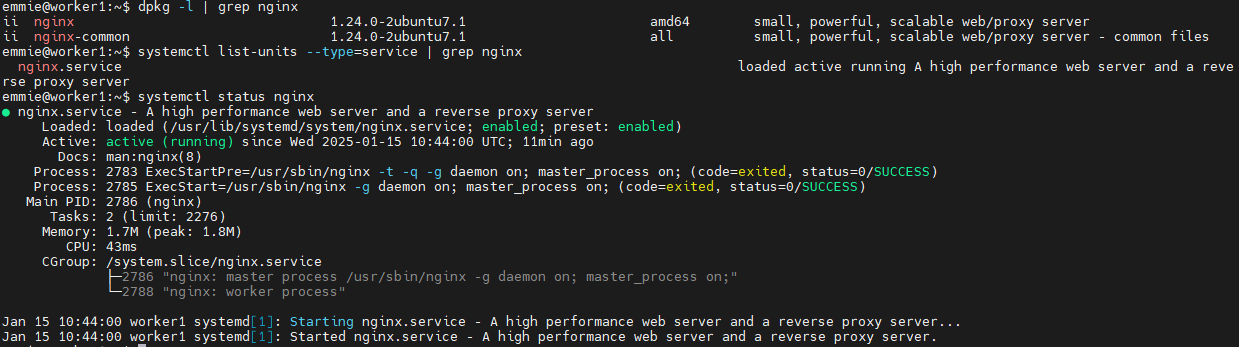 emmie@worker1:~$ dpkg -l | grep nginx
ii  nginx                                1.24.0-2ubuntu7.1                       amd64        small, powerful, scalable web/proxy server
ii  nginx-common                         1.24.0-2ubuntu7.1                       all          small, powerful, scalable web/proxy server - common files
emmie@worker1:~$ systemctl list-units --type=service | grep nginx
  nginx.service                                                                             loaded active running A high performance web server and a reve
rse proxy server
emmie@worker1:~$ systemctl status nginx
● nginx.service - A high performance web server and a reverse proxy server
     Loaded: loaded (/usr/lib/systemd/system/nginx.service; enabled; preset: enabled)
     Active: active (running) since Wed 2025-01-15 10:44:00 UTC; 11min ago
       Docs: man:nginx(8)
    Process: 2783 ExecStartPre=/usr/sbin/nginx -t -q -g daemon on; master_process on; (code=exited, status=0/SUCCESS)
    Process: 2785 ExecStart=/usr/sbin/nginx -g daemon on; master_process on; (code=exited, status=0/SUCCESS)
   Main PID: 2786 (nginx)
      Tasks: 2 (limit: 2276)
     Memory: 1.7M (peak: 1.8M)
        CPU: 43ms
     CGroup: /system.slice/nginx.service
             ├─2786 "nginx: master process /usr/sbin/nginx -g daemon on; master_process on;"
             └─2788 "nginx: worker process"

Jan 15 10:44:00 worker1 systemd[1]: Starting nginx.service - A high performance web server and a reverse proxy server...
Jan 15 10:44:00 worker1 systemd[1]: Started nginx.service - A high performance web server and a reverse proxy server.